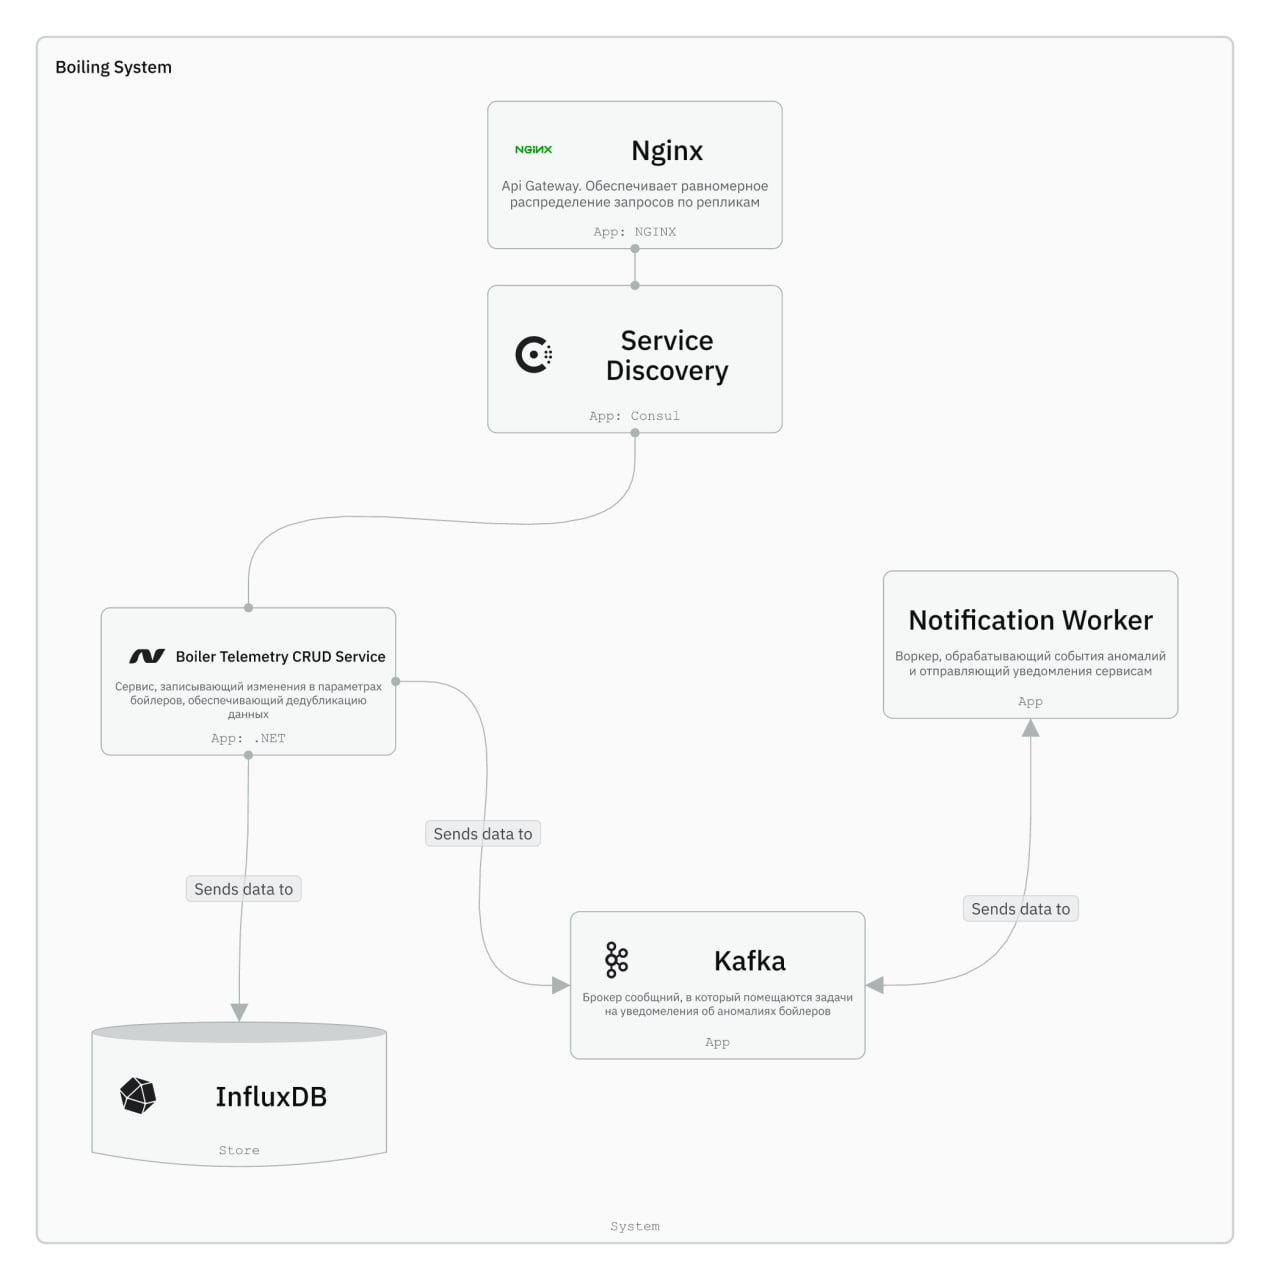 Boiling System
NGINX
Nginx
Api Gateway. Обеспечивает равномерное
распределение запросов по репликам
App: NGINX
Service
Discovery
App: Consul
Boiler Telemetry CRUD Service
Сервис, записывающий изменения в параметрах
бойлеров, обеспечивающий дедубликацию
данных
App: .NET
Notification Worker
Воркер, обрабатывающий события аномалий
и отправляющий уведомления сервисам
App
Sends data to
Sends data to
Sends data to
Kafka
Брокер сообщний, в который помещаются задачи
на уведомеления об аномалиях бойлеров
App
InfluxDB
Store
System